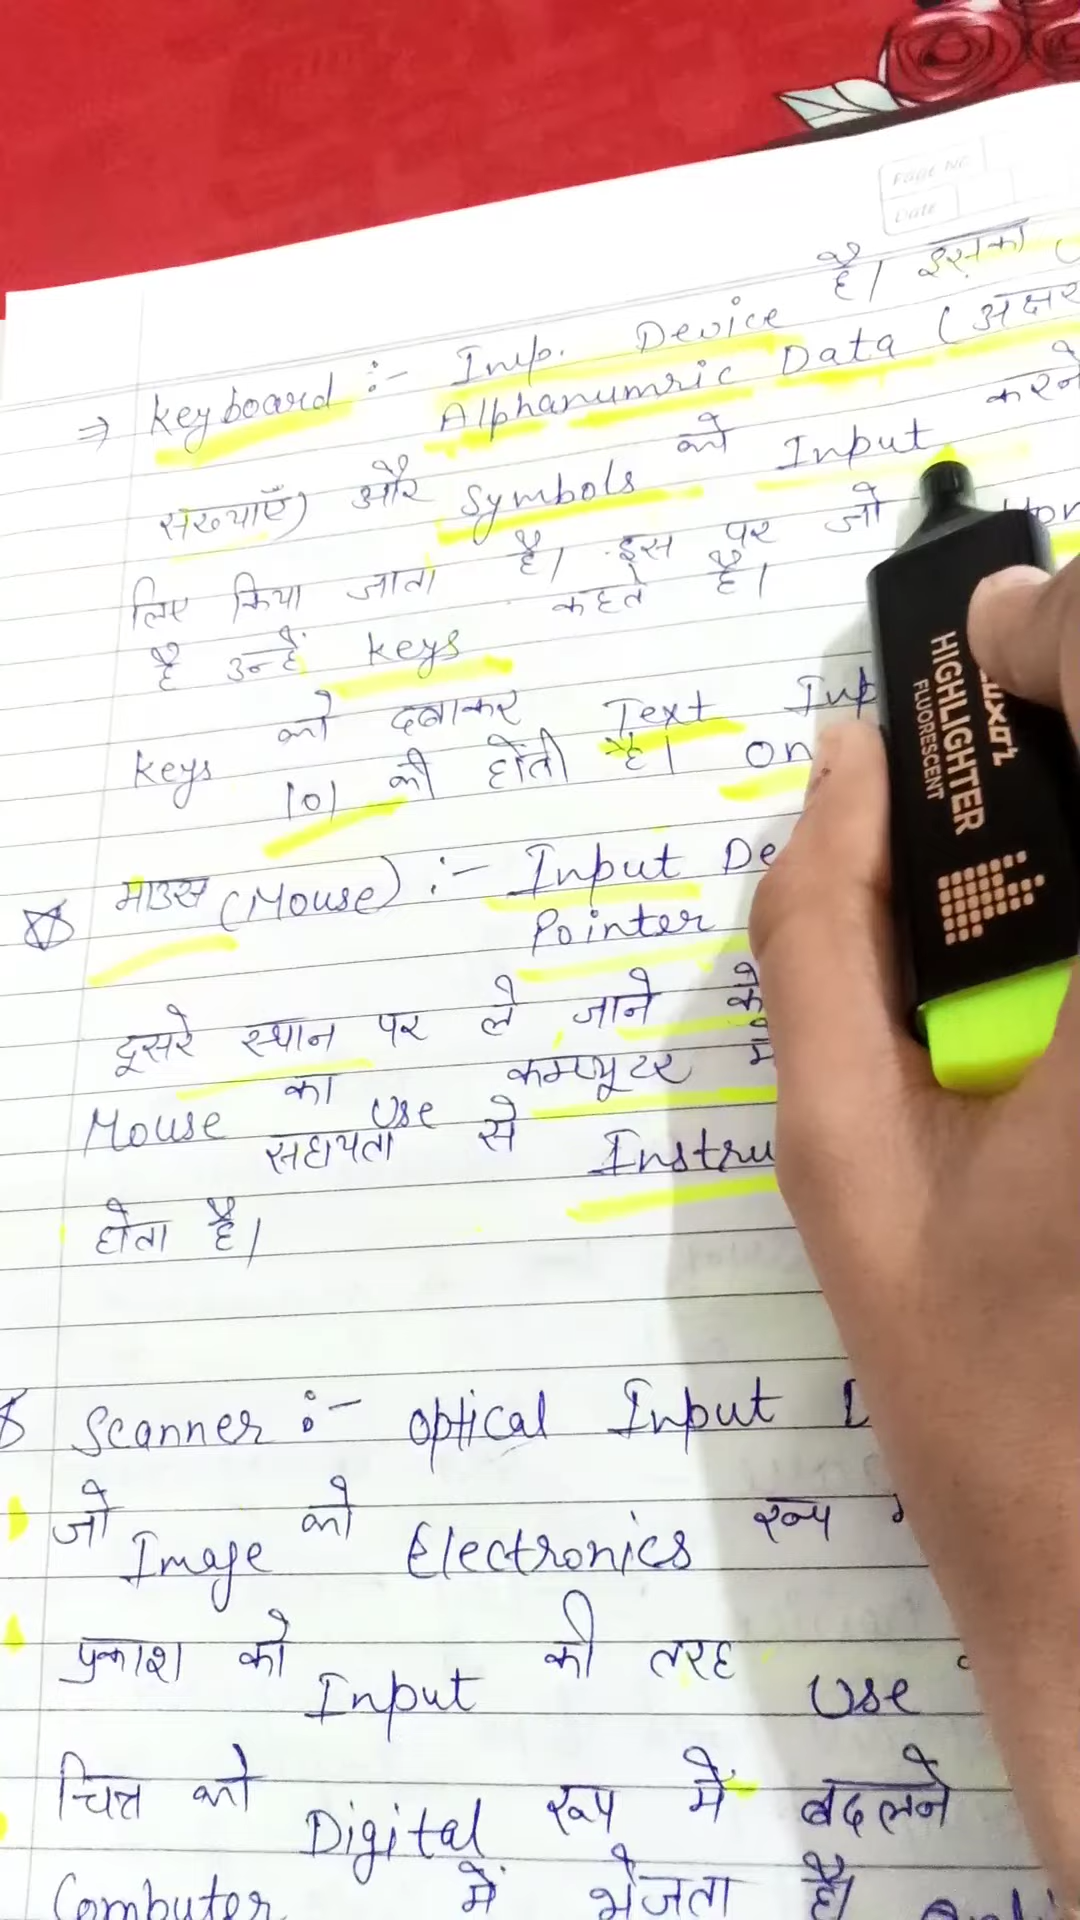 Page No.
Date
⇒ Keyboard :- Inp. Device है। इसका
Alphanumric Data (अक्षर
संख्याएँ) और Symbols को Input करने
लिए किया जाता है। इस पर जो
है उन्हें keys कहते है।
keys को दबाकर Text Inp
101 की होती है। on
माउस (Mouse) :- Input De
Pointer
दूसरे स्थान पर ले जाने के
Mouse का use कम्प्यूटर में
सहायता से Instru
होता है।
Scanner :- optical Input D
जो Image को Electronics रूप
प्रकाश को Input की तरह Use
चित्र को Digital रूप में बदलने
Computer में भेजता है।
HIGHLIGHTER
FLUORESCENT